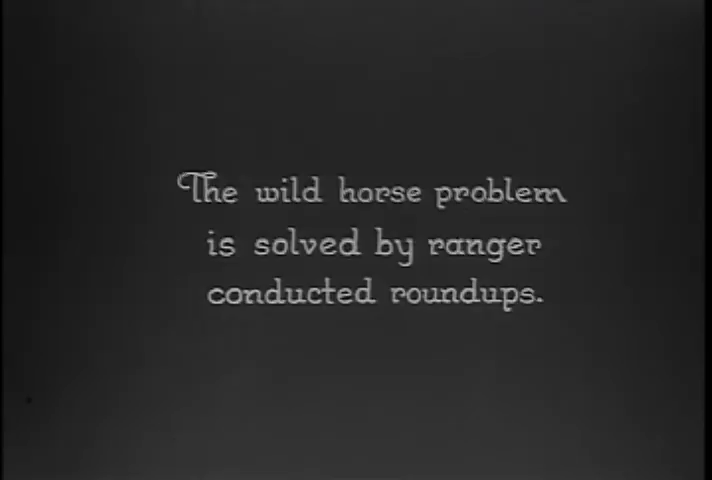 The wild horse problem
is solved by ranger
conducted roundups.